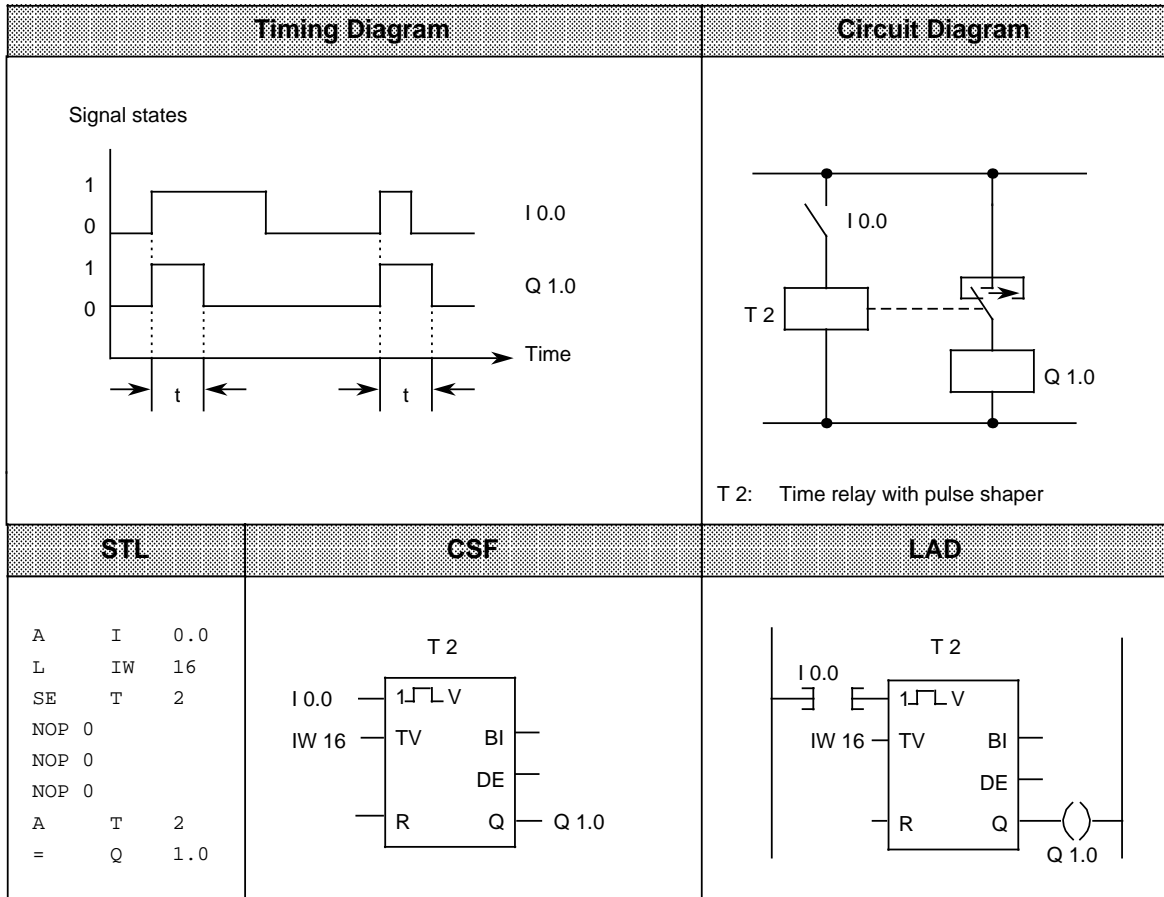 Timing Diagram
Circuit Diagram
Signal states
1
0
I 0.0
1
0
Q 1.0
Time
t
t
I 0.0
T 2
Q 1.0
T 2: Time relay with pulse shaper
STL
CSF
LAD
A I 0.0
L IW 16
SE T 2
NOP 0
NOP 0
NOP 0
A T 2
= Q 1.0
T 2
I 0.0
1 V
IW 16
TV
BI
DE
R
Q
Q 1.0
T 2
I 0.0
1 V
IW 16
TV
BI
DE
R
Q
Q 1.0